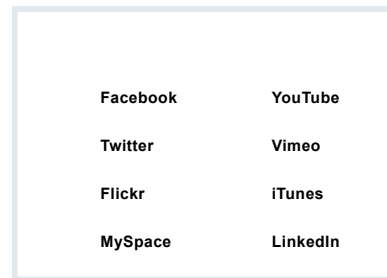 Facebook YouTube
Twitter Vimeo
Flickr iTunes
MySpace LinkedIn